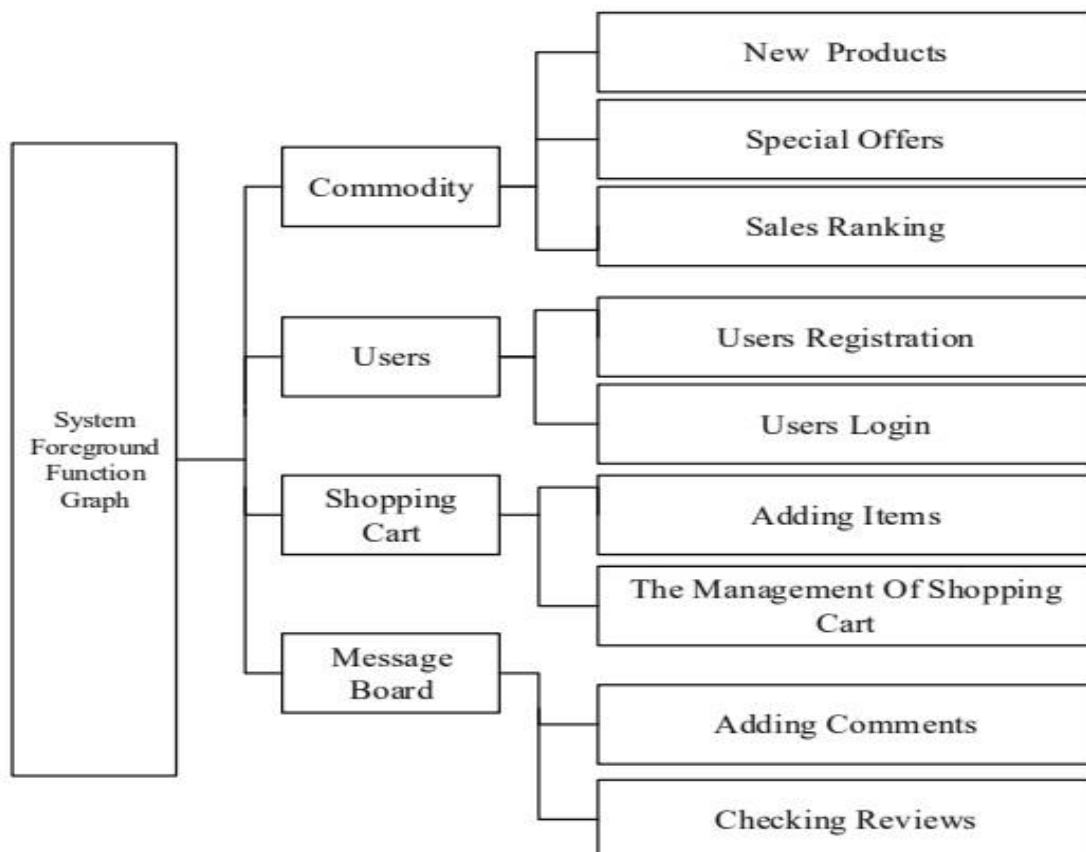 System
Foreground
Function
Graph
Commodity
New Products
Special Offers
Sales Ranking
Users
Users Registration
Users Login
Shopping
Cart
Adding Items
The Management Of Shopping
Cart
Message
Board
Adding Comments
Checking Reviews